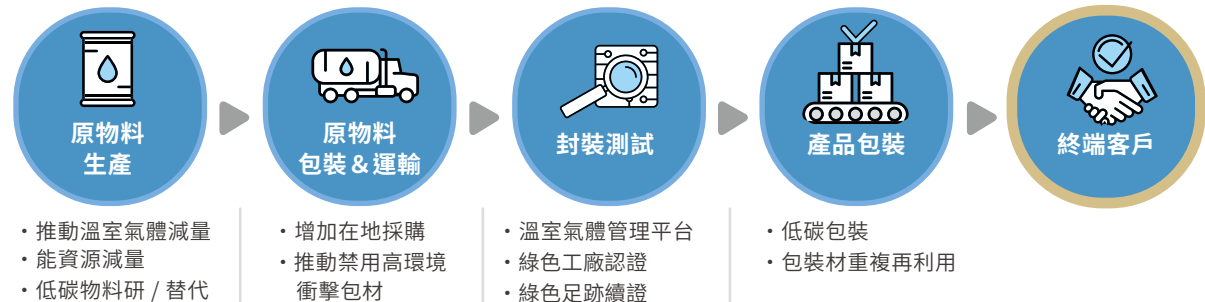 原物料
生產
原物料
包裝＆運輸
封裝測試
產品包裝
終端客戶
・推動溫室氣體減量
・能資源減量
・低碳物料研 / 替代
・增加在地採購
・推動禁用高環境
衝擊包材
・溫室氣體管理平台
・綠色工廠認證
・綠色足跡續證
・低碳包裝
・包裝材重複再利用